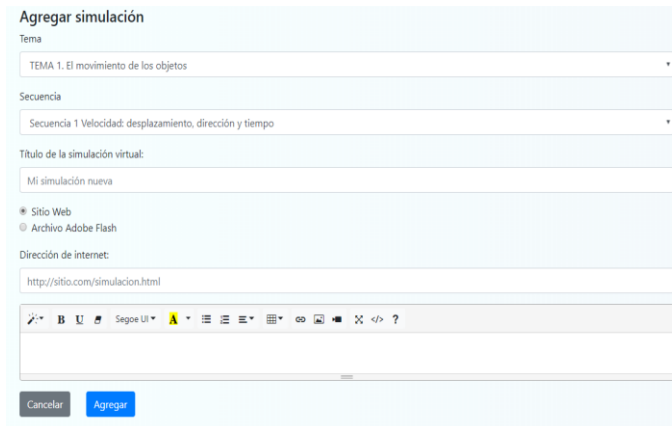 Agregar simulación
Tema
TEMA 1. El movimiento de los objetos
Secuencia
Secuencia 1 Velocidad: desplazamiento, dirección y tiempo
Título de la simulación virtual:
Mi simulación nueva
Sitio Web
Archivo Adobe Flash
Dirección de internet:
http://sitio.com/simulacion.html
B U Segoe UI A </> ?
Cancelar Agregar